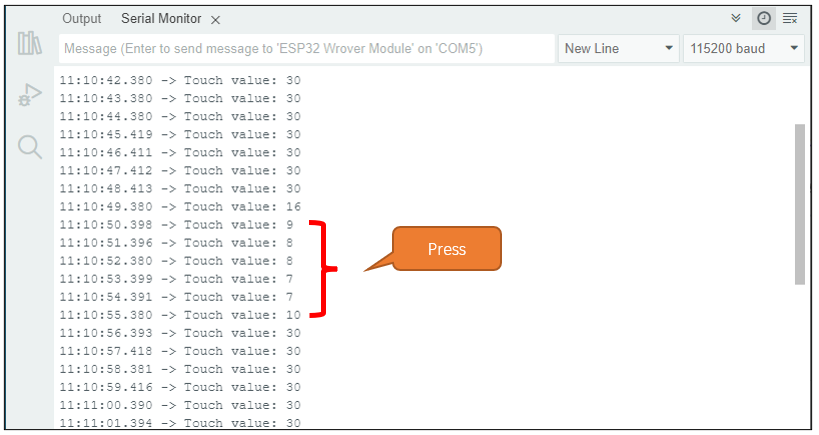 Output Serial Monitor
Message (Enter to send message to 'ESP32 Wrover Module' on 'COM5') New Line 115200 baud
11:10:42.380 -> Touch value: 30
11:10:43.380 -> Touch value: 30
11:10:44.380 -> Touch value: 30
11:10:45.419 -> Touch value: 30
11:10:46.411 -> Touch value: 30
11:10:47.412 -> Touch value: 30
11:10:48.413 -> Touch value: 30
11:10:49.380 -> Touch value: 16
11:10:50.398 -> Touch value: 9
11:10:51.396 -> Touch value: 8
11:10:52.380 -> Touch value: 8
11:10:53.399 -> Touch value: 7
11:10:54.391 -> Touch value: 7
11:10:55.380 -> Touch value: 10
Press
11:10:56.393 -> Touch value: 30
11:10:57.418 -> Touch value: 30
11:10:58.381 -> Touch value: 30
11:10:59.416 -> Touch value: 30
11:11:00.390 -> Touch value: 30
11:11:01.394 -> Touch value: 30